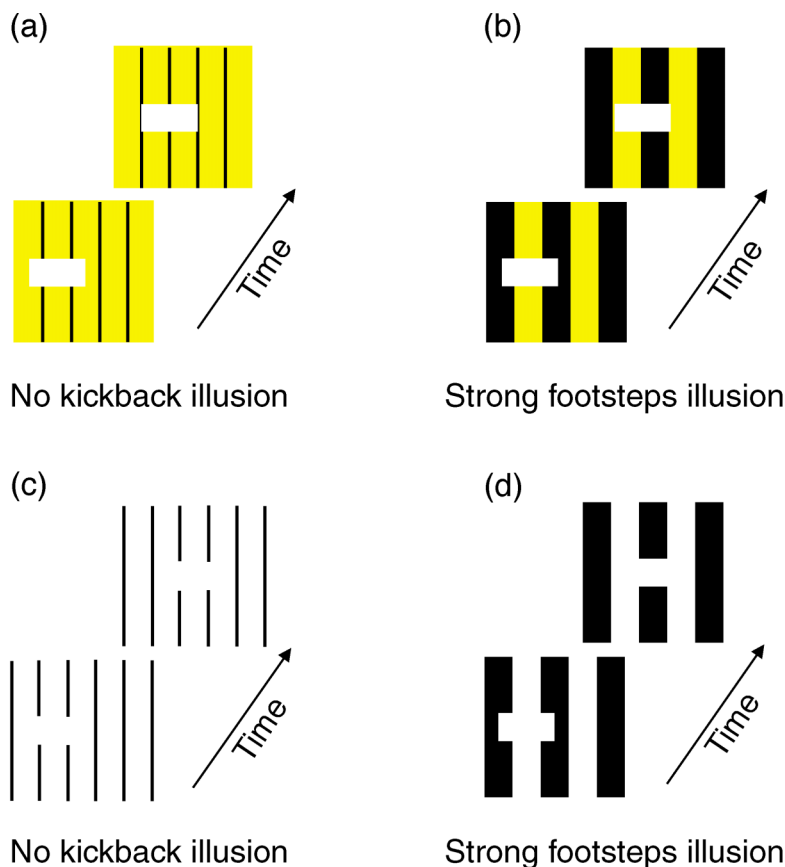 (a)
(b)
Time
Time
No kickback illusion
Strong footsteps illusion
(c)
(d)
Time
Time
No kickback illusion
Strong footsteps illusion